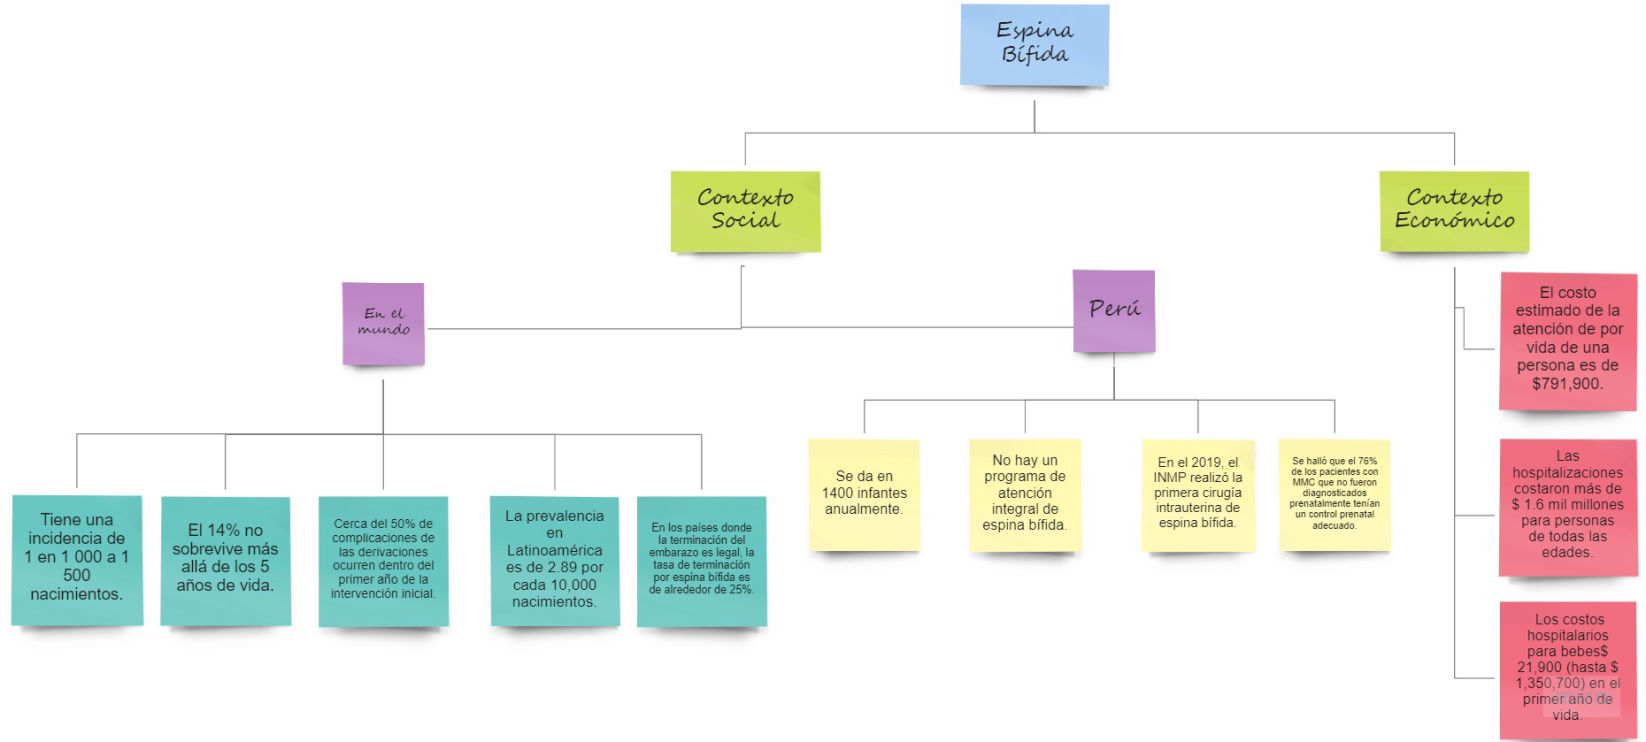 Espina
Bífida
Contexto
Social
Contexto
Económico
En el
mundo
Perú
El costo
estimado de la
atención de por
vida de una
persona es de
$791,900.
Tiene una
incidencia de
1 en 1 000 a 1
500
nacimientos.
El 14% no
sobrevive más
allá de los 5
años de vida.
Cerca del 50% de
complicaciones de
las derivaciones
ocurren dentro del
primer año de la
intervención inicial.
La prevalencia
en
Latinoamérica
es de 2.89 por
cada 10,000
nacimientos.
En los países donde
la terminación del
embarazo es legal, la
tasa de terminación
por espina bífida es
de alrededor de 25%.
Se da en
1400 infantes
anualmente.
No hay un
programa de
atención
integral de
espina bífida.
En el 2019, el
INMP realizó la
primera cirugía
intrauterina de
espina bífida.
Se halló que el 76%
de los pacientes con
MMC que no fueron
diagnosticados
prenatalmente tenían
un control prenatal
adecuado.
Las
hospitalizaciones
costaron más de
$ 1.6 mil millones
para personas
de todas las
edades.
Los costos
hospitalarios
para bebes$
21,900 (hasta $
1,350,700) en el
primer año de
vida.